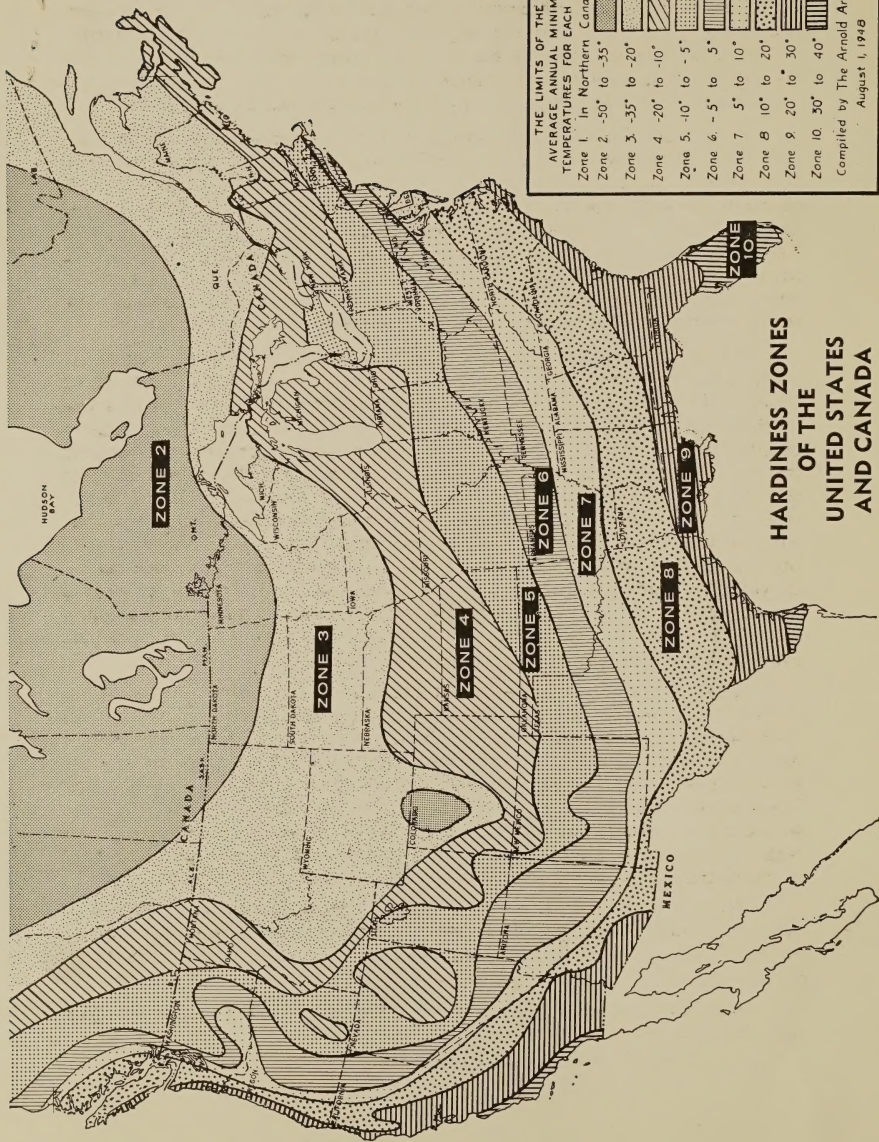 HUDSON
BAY
LAB.
QUE.
ONT.
MAN.
SASK
ALB.
CANADA
CANADA
ZONE 2
MAINE
WASHINGTON
MONTANA
NORTH DAKOTA
MINNESOTA
WISCONSIN
MICH.
MICHIGAN
OREGON
IDAHO
WYOMING
SOUTH DAKOTA
ZONE 3
IOWA
NEBRASKA
ILLINOIS
INDIANA
OHIO
CALIFORNIA
NEVADA
COLORADO
KANSAS
ZONE 4
MISSOURI
KENTUCKY
WEST
VIRGINIA
ARIZONA
NEW MEXICO
OKLAHOMA
TEXAS
ZONE 5
ARKANSAS
TENNESSEE
NORTH CAROLINA
ZONE 6
ZONE 7
MISSISSIPPI
ALABAMA
GEORGIA
LOUISIANA
ZONE 8
FLORIDA
ZONE 9
ZONE
10
MEXICO
HARDINESS ZONES
OF THE
UNITED STATES
AND CANADA
THE LIMITS OF THE
AVERAGE ANNUAL MINIM
TEMPERATURES FOR EACH
Zone 1. In Northern Cana
Zone 2. -50° to -35°
Zone 3. -35° to -20°
Zone 4 -20° to -10°
Zone 5. -10° to -5°
Zone 6. -5° to 5°
Zone 7 5° to 10°
Zone 8 10° to 20°
Zone 9. 20° to 30°
Zone 10. 30° to 40°
Compiled by The Arnold Ar
August 1, 1948